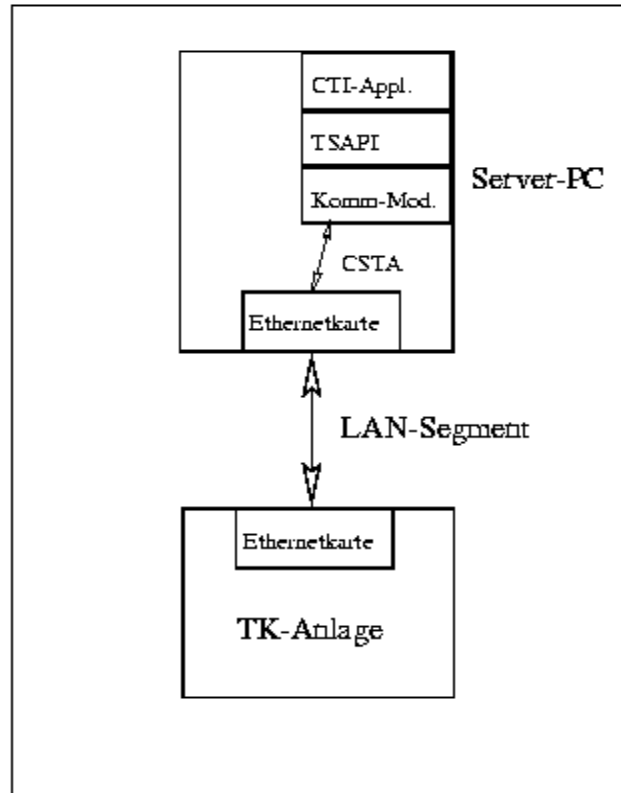 CTI-Appl.
TSAPI
Server-PC
Komm-Mod.
CSTA
Ethernetkarte
LAN-Segment
Ethernetkarte
TK-Anlage